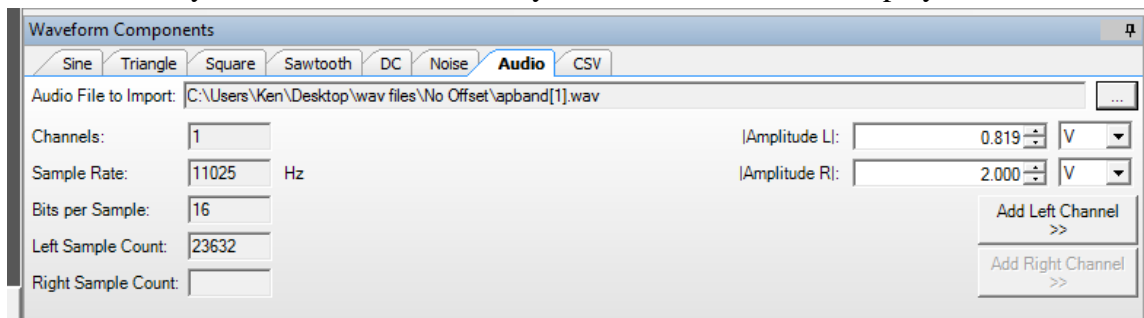 Waveform Components
Sine Triangle Square Sawtooth DC Noise Audio CSV
Audio File to Import: C:\Users\Ken\Desktop\wav files\No Offset\apband[1].wav ...
Channels: 1 |Amplitude L|: 0.819 V
Sample Rate: 11025 Hz |Amplitude R|: 2.000 V
Bits per Sample: 16 Add Left Channel
>>
Left Sample Count: 23632
Add Right Channel
>>
Right Sample Count: